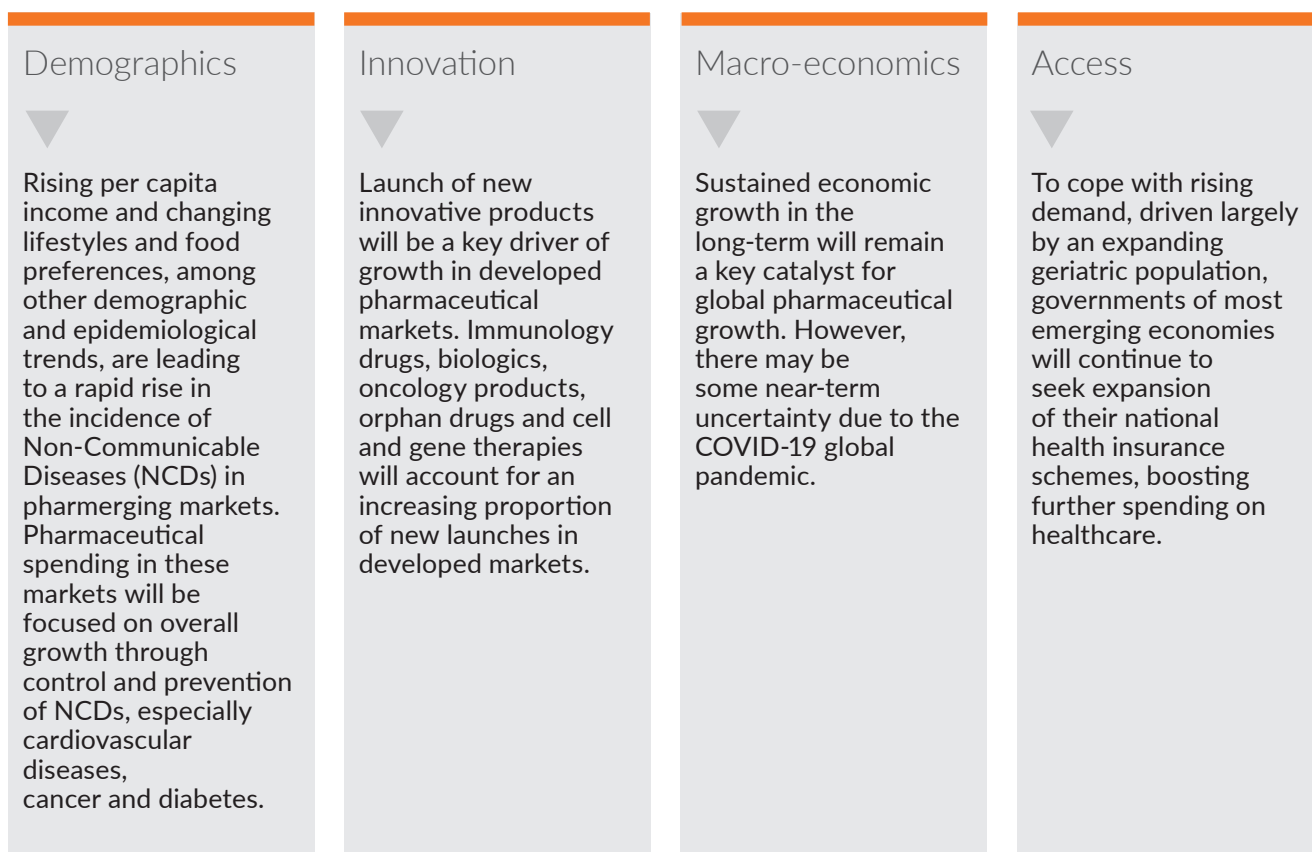 Demographics
Rising per capita
income and changing
lifestyles and food
preferences, among
other demographic
and epidemiological
trends, are leading
to a rapid rise in
the incidence of
Non-Communicable
Diseases (NCDs) in
pharmerging markets.
Pharmaceutical
spending in these
markets will be
focused on overall
growth through
control and prevention
of NCDs, especially
cardiovascular
diseases,
cancer and diabetes.
Innovation
Launch of new
innovative products
will be a key driver of
growth in developed
pharmaceutical
markets. Immunology
drugs, biologics,
oncology products,
orphan drugs and cell
and gene therapies
will account for an
increasing proportion
of new launches in
developed markets.
Macro-economics
Sustained economic
growth in the
long-term will remain
a key catalyst for
global pharmaceutical
growth. However,
there may be
some near-term
uncertainty due to the
COVID-19 global
pandemic.
Access
To cope with rising
demand, driven largely
by an expanding
geriatric population,
governments of most
emerging economies
will continue to
seek expansion
of their national
health insurance
schemes, boosting
further spending on
healthcare.